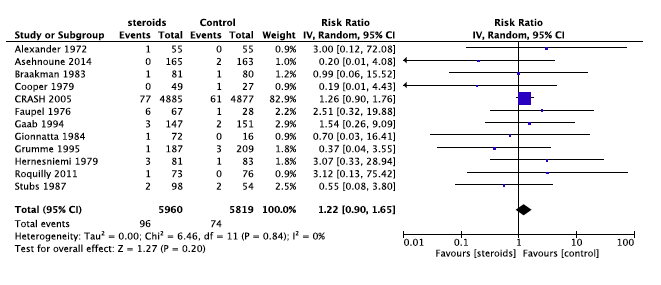 steroids Control Risk Ratio Risk Ratio
Study or Subgroup Events Total Events Total Weight IV, Random, 95% CI IV, Random, 95% CI
Alexander 1972 1 55 0 55 0.9% 3.00 [0.12, 72.08]
Asehnoune 2014 0 165 2 163 0.9% 0.20 [0.01, 4.08]
Braakman 1983 1 81 1 80 0.9% 0.99 [0.06, 15.52]
Cooper 1979 0 49 1 27 0.9% 0.19 [0.01, 4.43]
CRASH 2005 77 4885 61 4877 82.9% 1.26 [0.90, 1.76]
Faupel 1976 6 67 1 28 2.2% 2.51 [0.32, 19.88]
Gaab 1994 3 147 2 151 2.9% 1.54 [0.26, 9.09]
Gionnatta 1984 1 72 0 16 0.7% 0.70 [0.03, 16.41]
Grumme 1995 1 187 3 209 1.8% 0.37 [0.04, 3.55]
Hernesniemi 1979 3 81 1 83 1.8% 3.07 [0.33, 28.94]
Roquilly 2011 1 73 0 76 0.9% 3.12 [0.13, 75.42]
Stubs 1987 2 98 2 54 2.5% 0.55 [0.08, 3.80]
Total (95% CI) 5960 5819 100.0% 1.22 [0.90, 1.65]
Total events 96 74
Heterogeneity: Tau² = 0.00; Chi² = 6.46, df = 11 (P = 0.84); I² = 0%
Test for overall effect: Z = 1.27 (P = 0.20)
0.01 0.1 1 10 100
Favours [steroids] Favours [control]